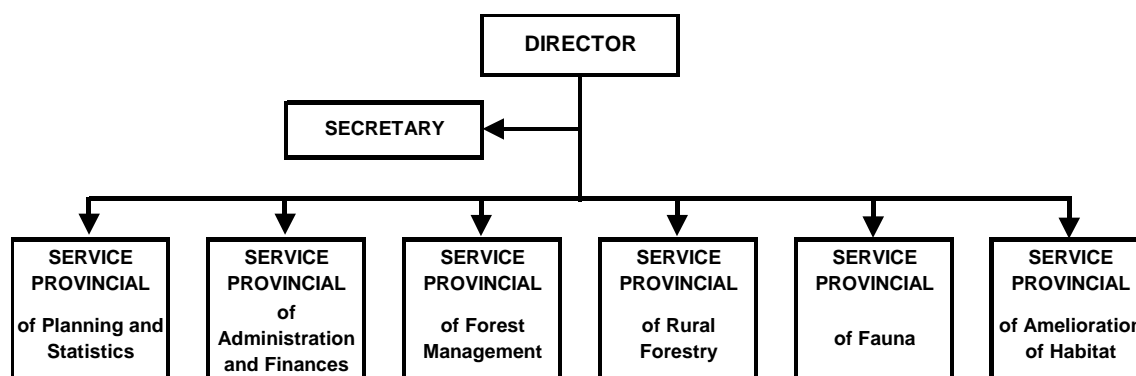 DIRECTOR
SECRETARY
SERVICE
PROVINCIAL
of Planning and
Statistics
SERVICE
PROVINCIAL
of
Administration
and Finances
SERVICE
PROVINCIAL
of Forest
Management
SERVICE
PROVINCIAL
of Rural
Forestry
SERVICE
PROVINCIAL
of Fauna
SERVICE
PROVINCIAL
of Amelioration
of Habitat